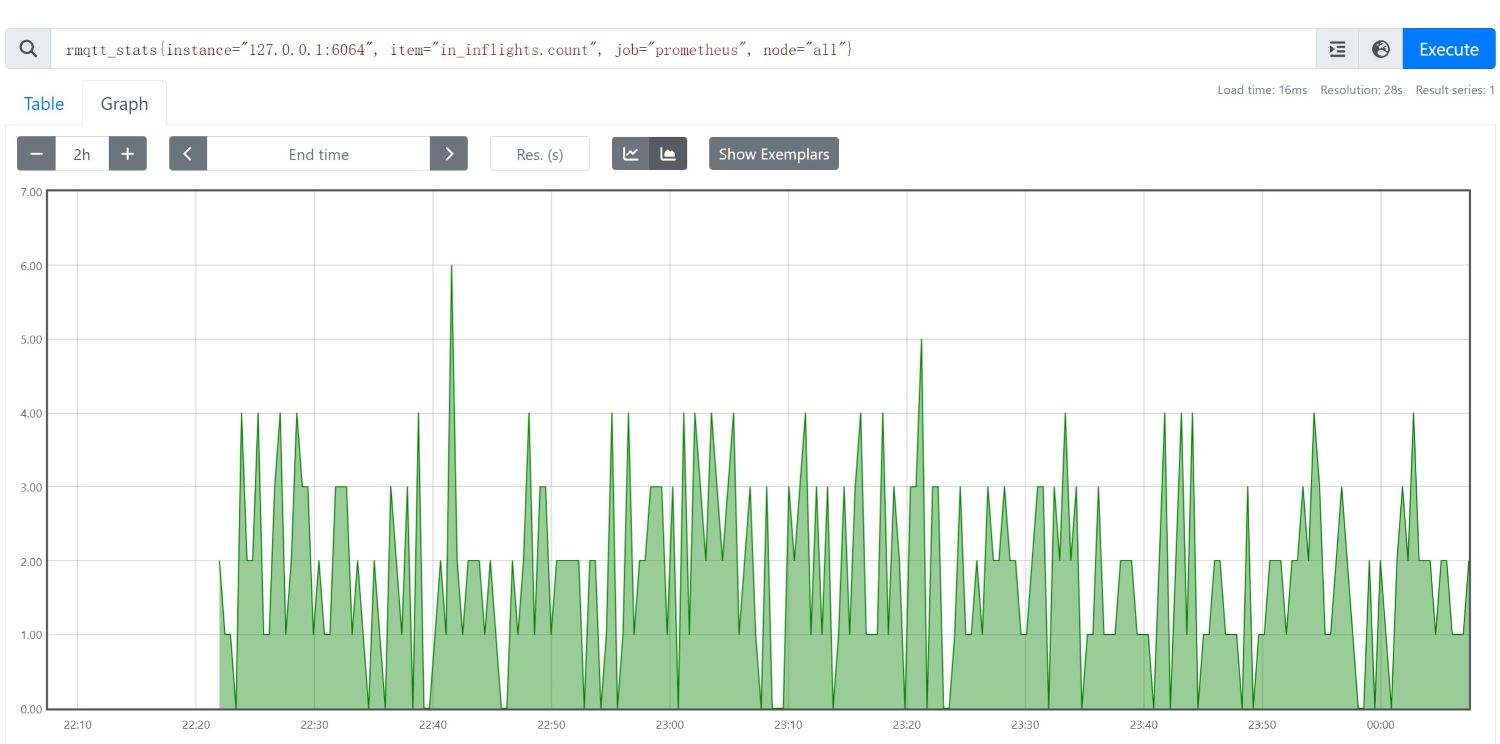 rmqtt_stats{instance="127.0.0.1:6064", item="in_inflights.count", job="prometheus", node="all"}
Execute
Load time: 16ms Resolution: 28s Result series: 1
Table
Graph
2h
End time
Res. (s)
Show Exemplars
7.00
6.00
5.00
4.00
3.00
2.00
1.00
0.00
22:10 22:20 22:30 22:40 22:50 23:00 23:10 23:20 23:30 23:40 23:50 00:00